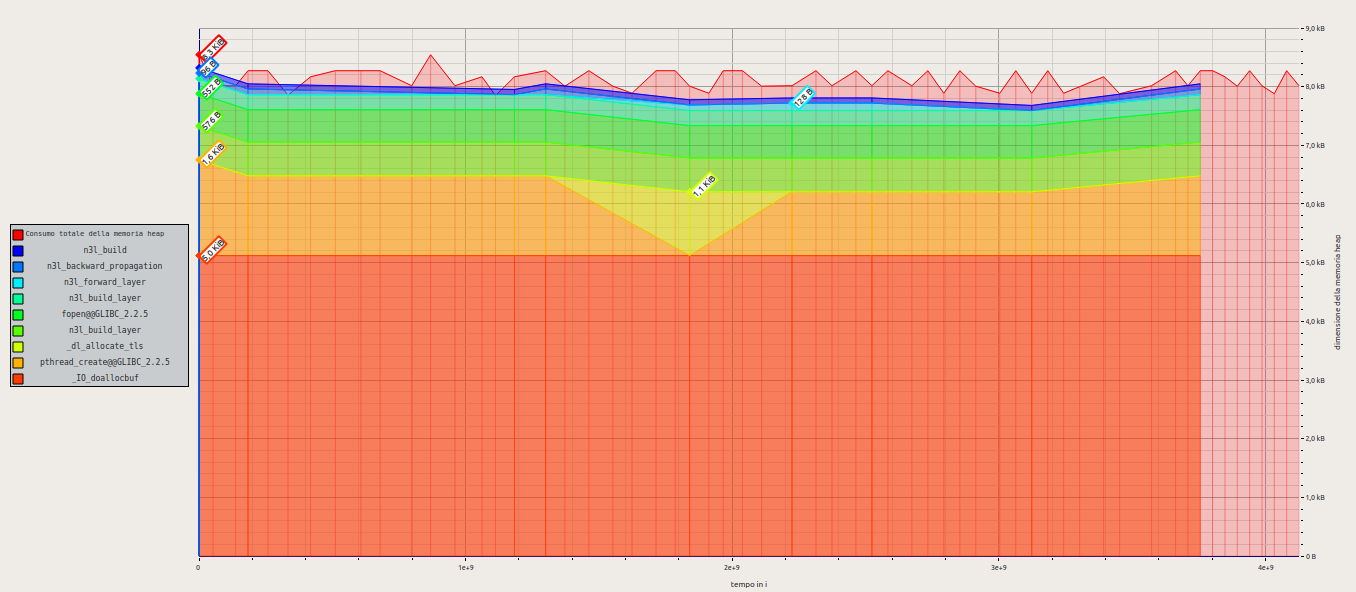 9,0 kB
8,0 kB
7,0 kB
6,0 kB
5,0 kB
4,0 kB
3,0 kB
2,0 kB
1,0 kB
0 B
dimensione della memoria heap
96 B
552 B
576 B
1,6 KiB
5,0 KiB
1,1 KiB
128 B
Consumo totale della memoria heap
n3l_build
n3l_backward_propagation
n3l_forward_layer
n3l_build_layer
fopen@@GLIBC_2.2.5
n3l_build_layer
_dl_allocate_tls
pthread_create@@GLIBC_2.2.5
_IO_doallocbuf
0
1e+9
2e+9
3e+9
4e+9
tempo in i